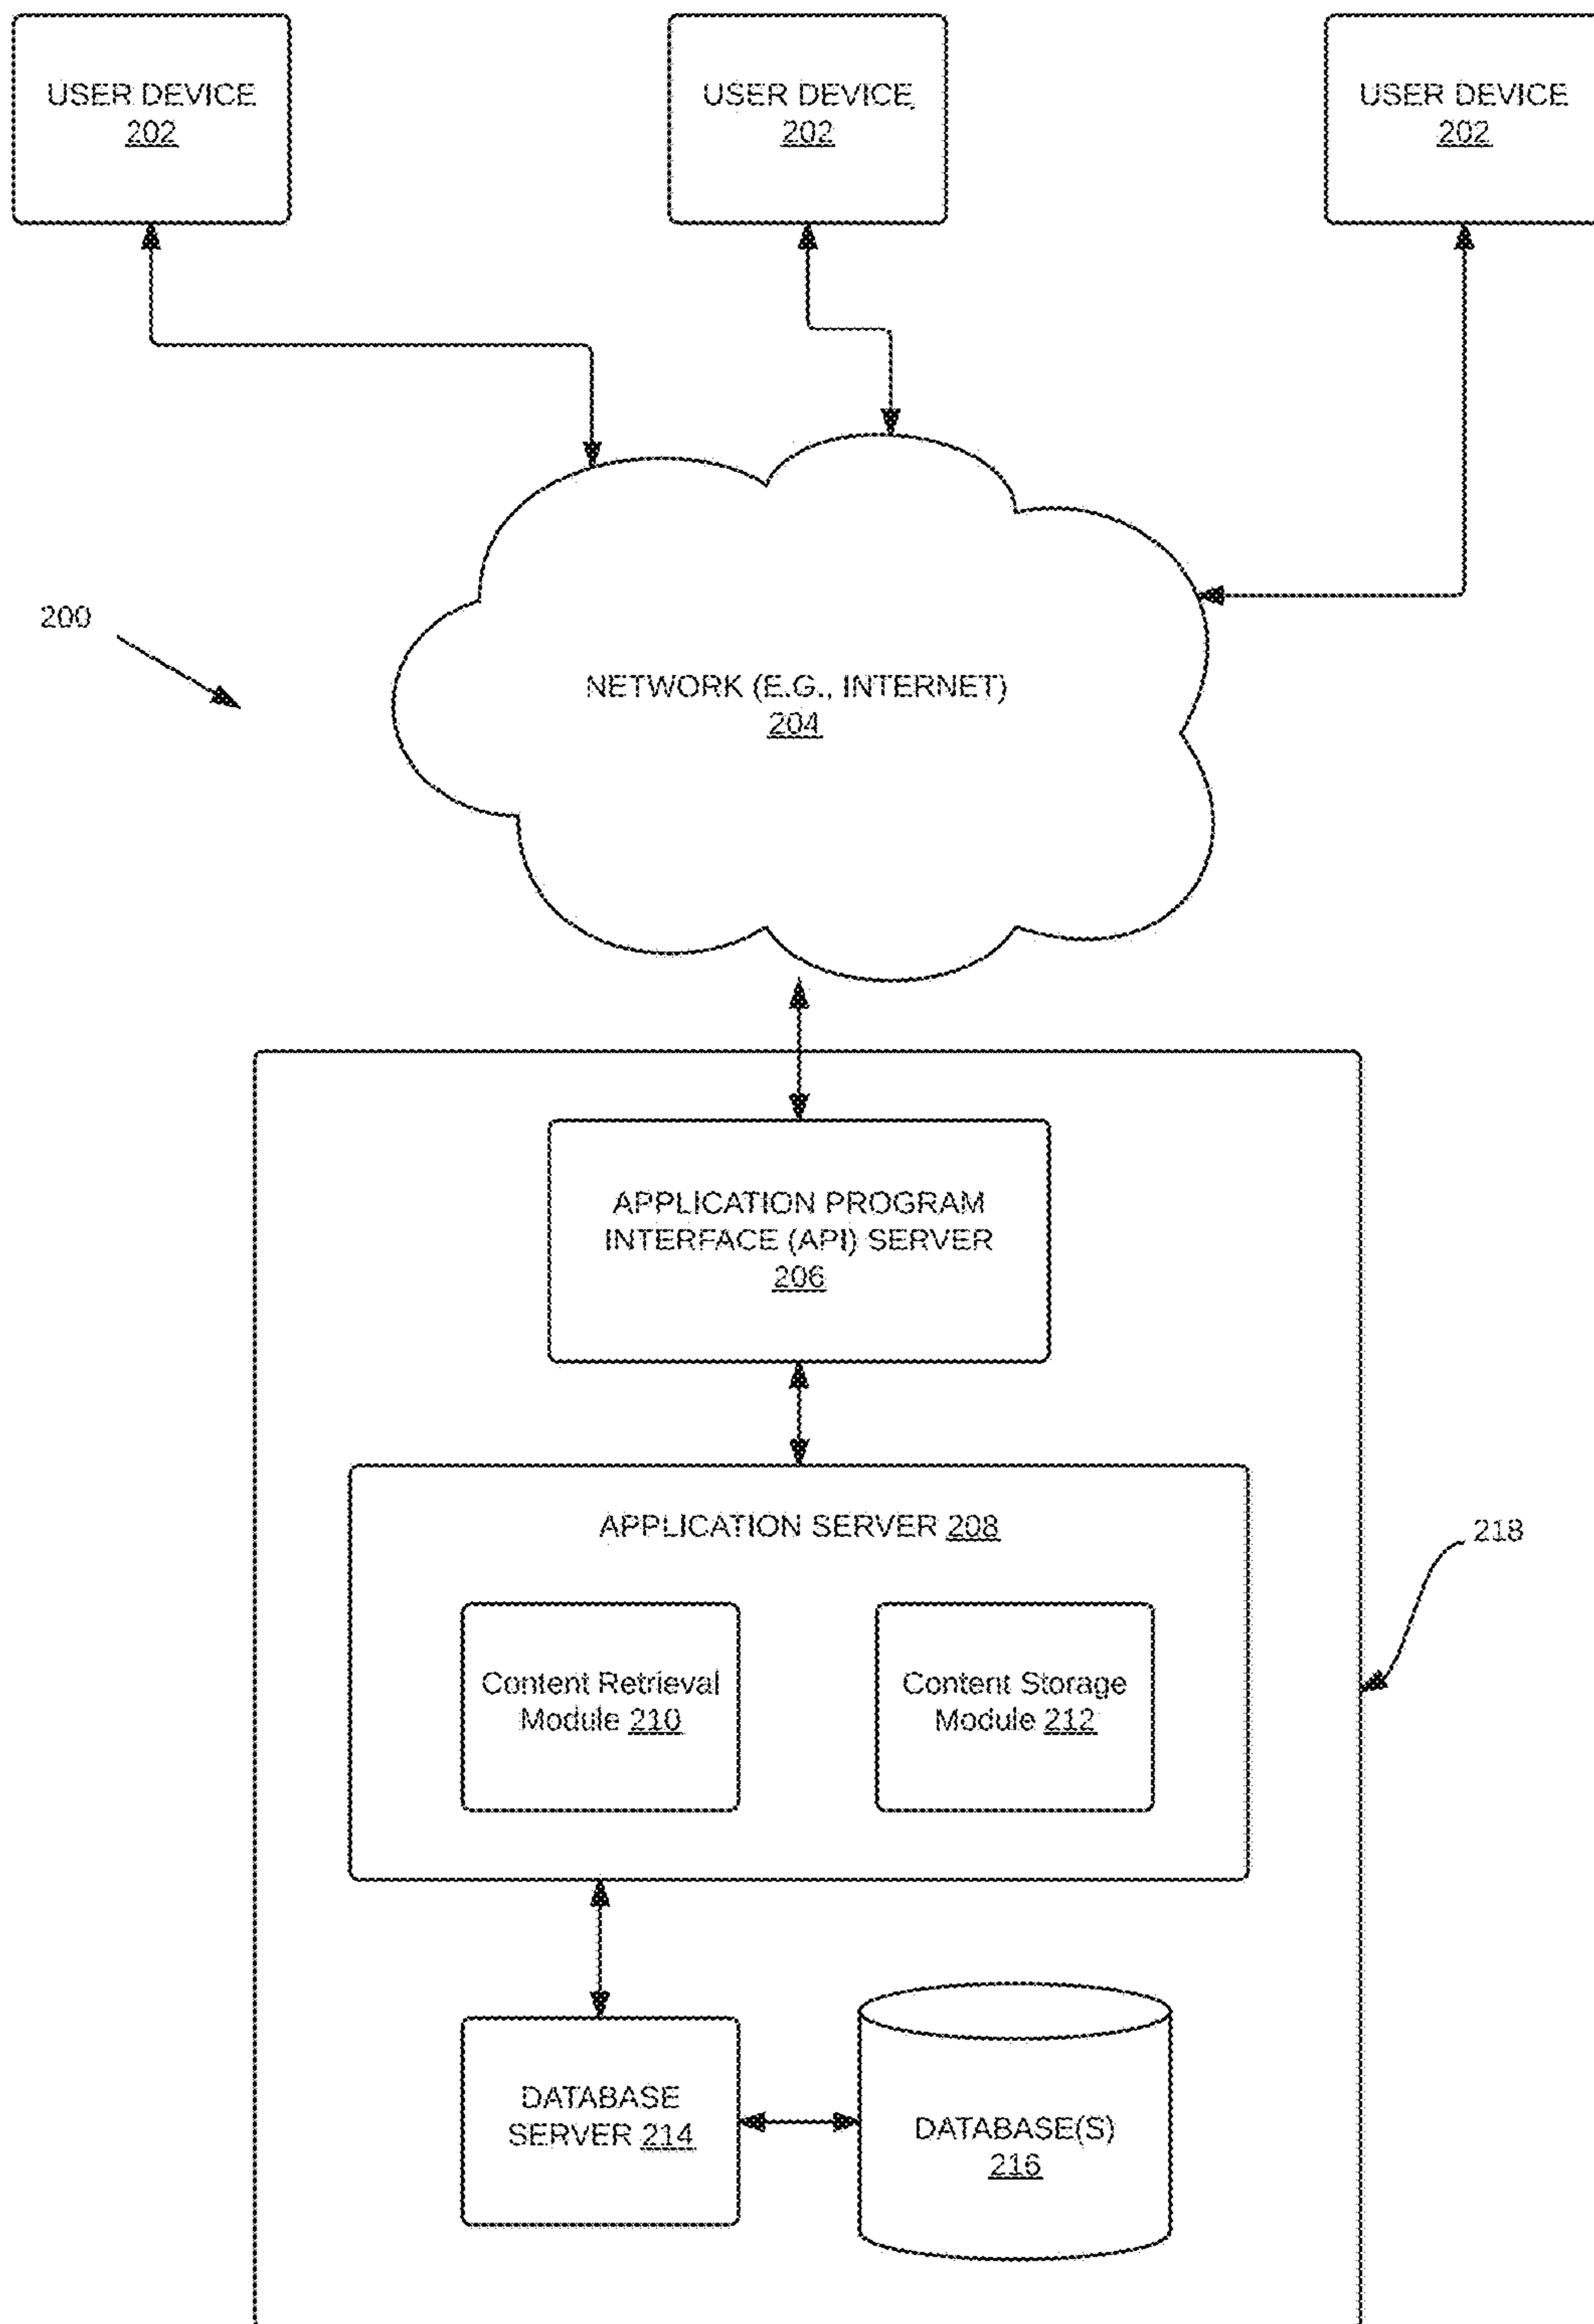 USER DEVICE
202
USER DEVICE
202
USER DEVICE
202
200
NETWORK (E.G., INTERNET)
204
APPLICATION PROGRAM
INTERFACE (API) SERVER
206
APPLICATION SERVER 208
218
Content Retrieval
Module 210
Content Storage
Module 212
DATABASE
SERVER 214
DATABASE(S)
216